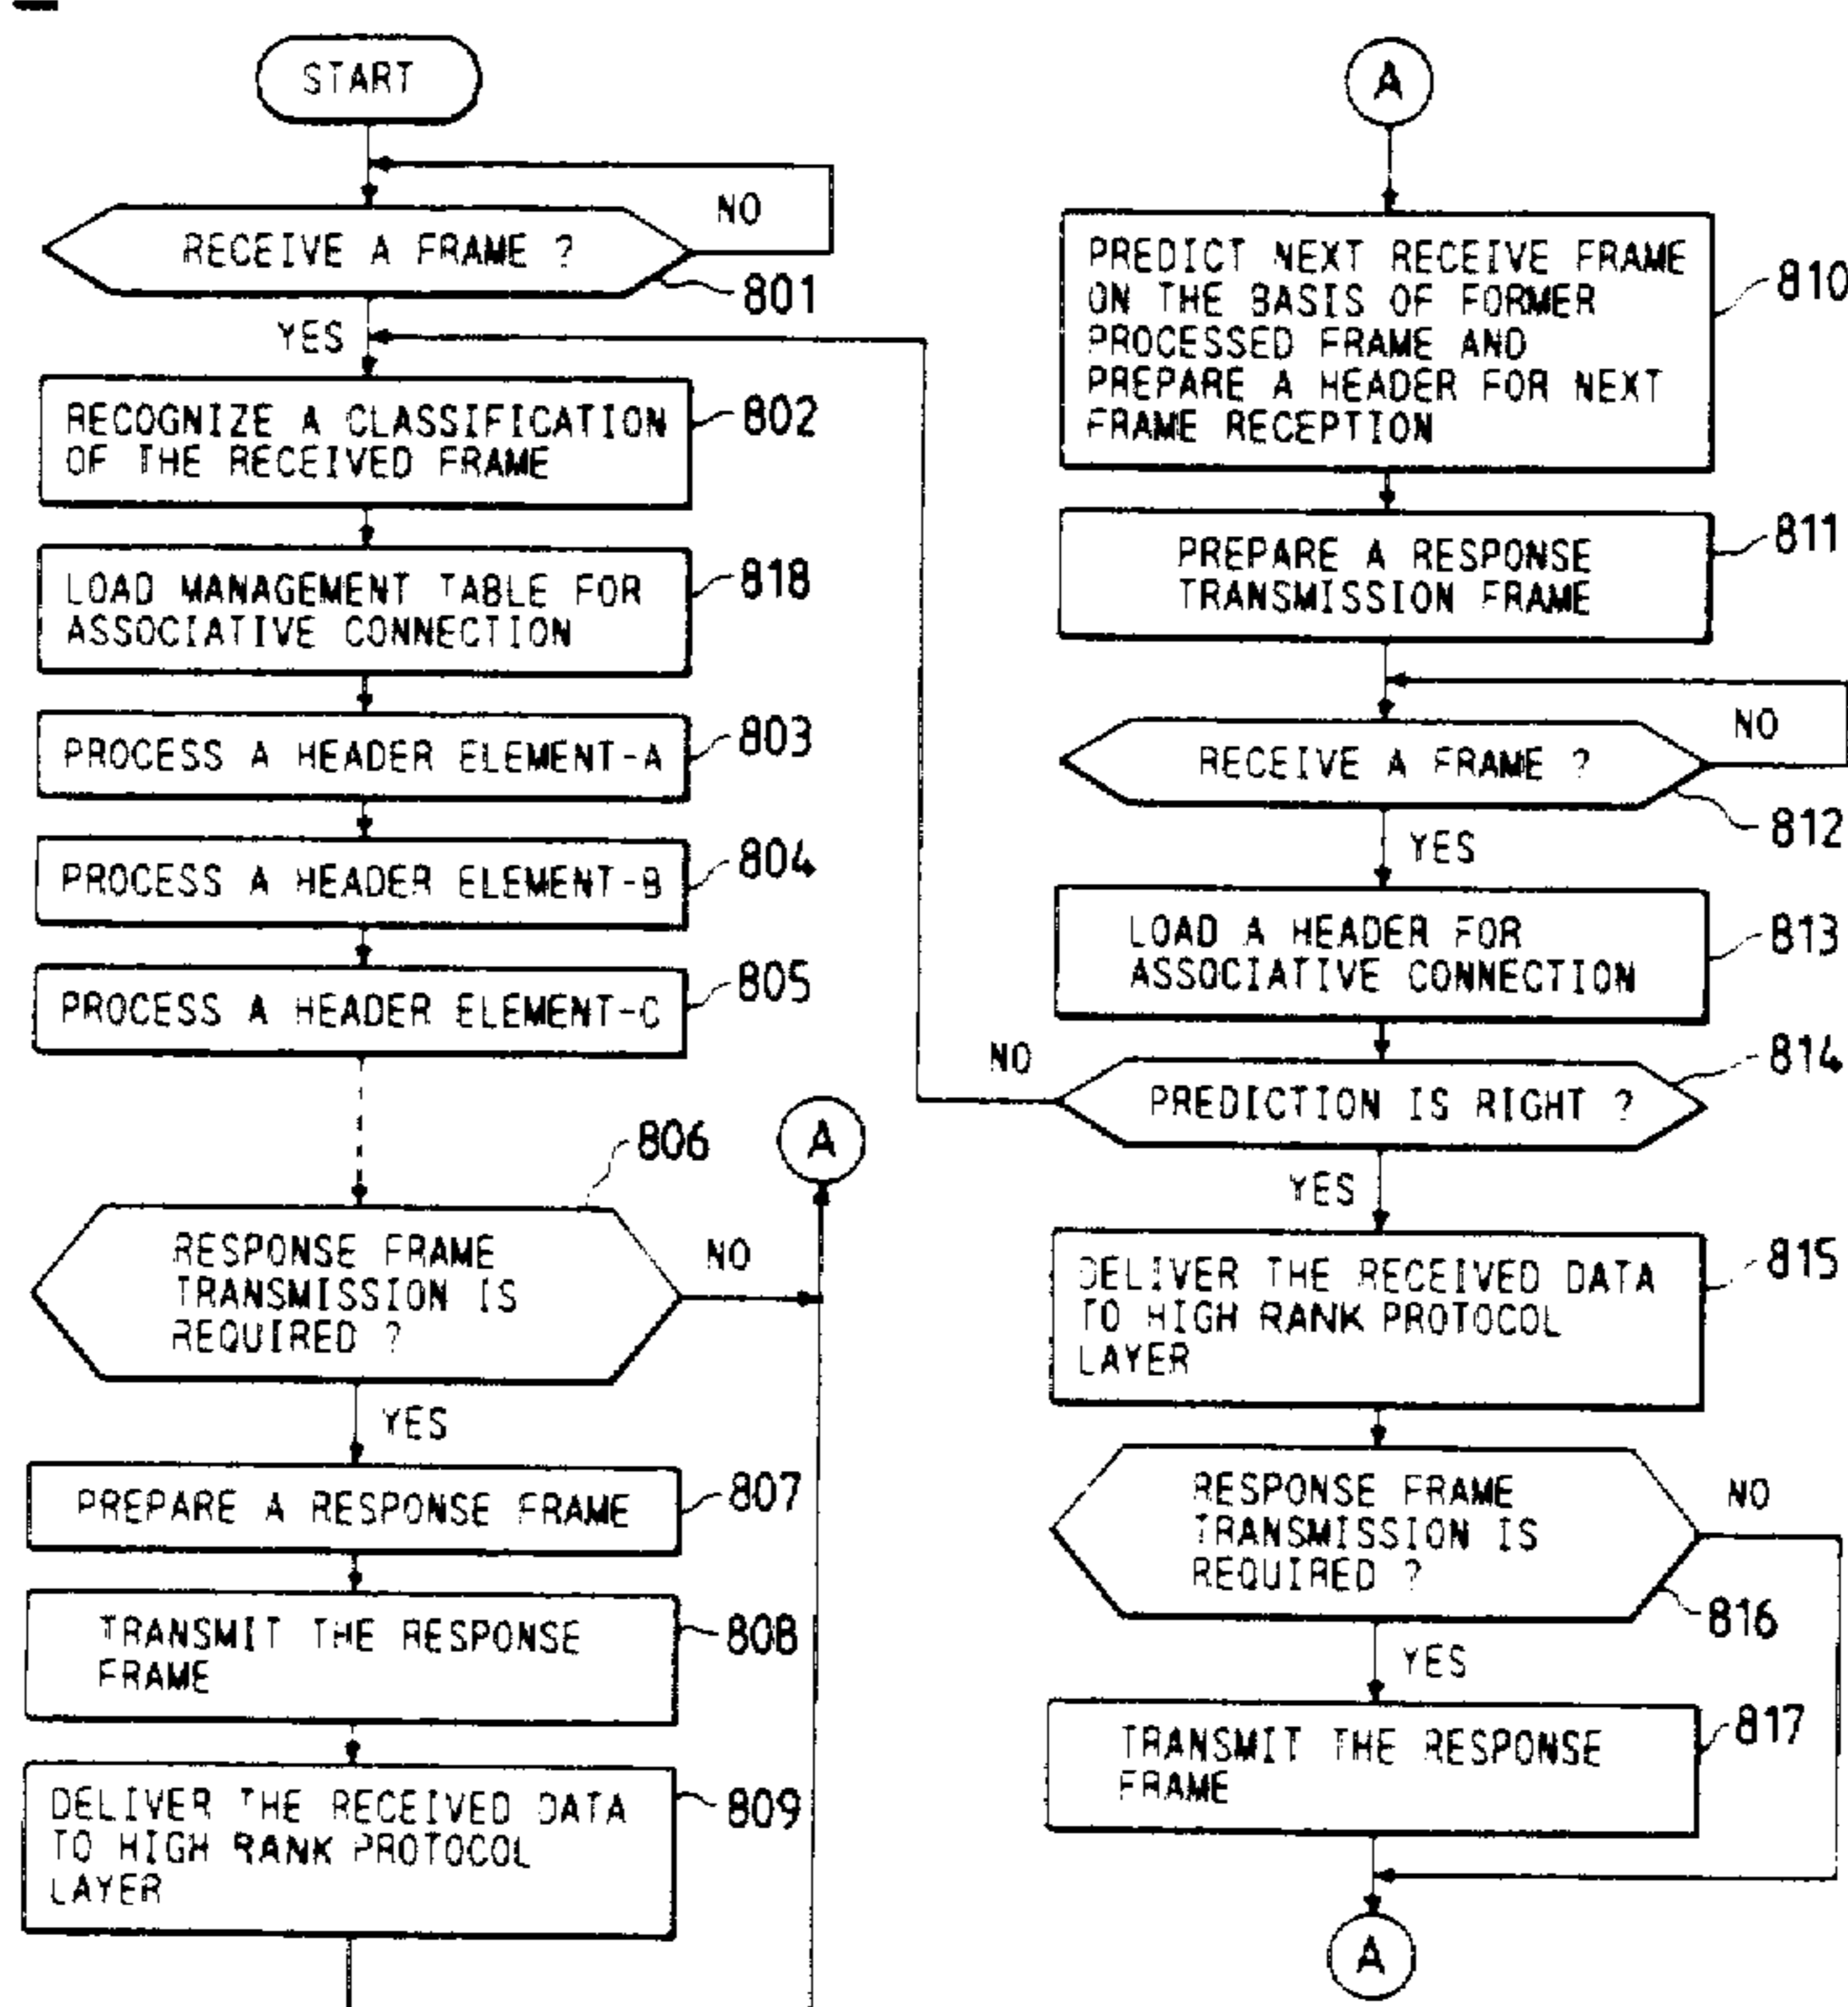 START
NO
RECEIVE A FRAME ?
801
YES
RECOGNIZE A CLASSIFICATION
OF THE RECEIVED FRAME
802
LOAD MANAGEMENT TABLE FOR
ASSOCIATIVE CONNECTION
818
PROCESS A HEADER ELEMENT-A
803
PROCESS A HEADER ELEMENT-B
804
PROCESS A HEADER ELEMENT-C
805
806
A
RESPONSE FRAME
TRANSMISSION IS
REQUIRED ?
NO
YES
PREPARE A RESPONSE FRAME
807
TRANSMIT THE RESPONSE
FRAME
808
DELIVER THE RECEIVED DATA
TO HIGH RANK PROTOCOL
LAYER
809
A
PREDICT NEXT RECEIVE FRAME
ON THE BASIS OF FORMER
PROCESSED FRAME AND
PREPARE A HEADER FOR NEXT
FRAME RECEPTION
810
PREPARE A RESPONSE
TRANSMISSION FRAME
811
NO
RECEIVE A FRAME ?
812
YES
LOAD A HEADER FOR
ASSOCIATIVE CONNECTION
813
NO
814
PREDICTION IS RIGHT ?
YES
DELIVER THE RECEIVED DATA
TO HIGH RANK PROTOCOL
LAYER
815
RESPONSE FRAME
TRANSMISSION IS
REQUIRED ?
NO
816
YES
TRANSMIT THE RESPONSE
FRAME
817
A